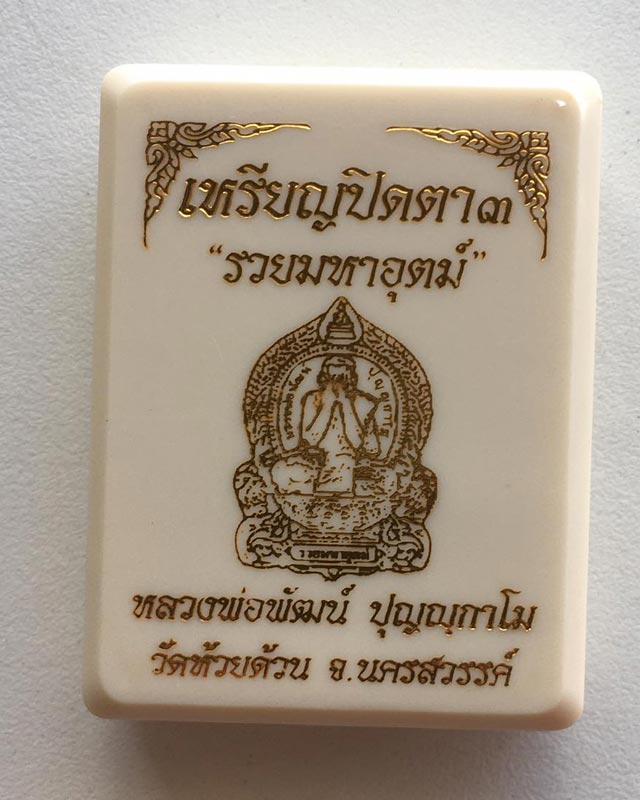 เหรียญปิดตา๓
“รวยมหาอุตม์”
หลวงพ่อพัฒน์ ปุญญฺกาโม
วัดห้วยด้วน จ.นครสวรรค์